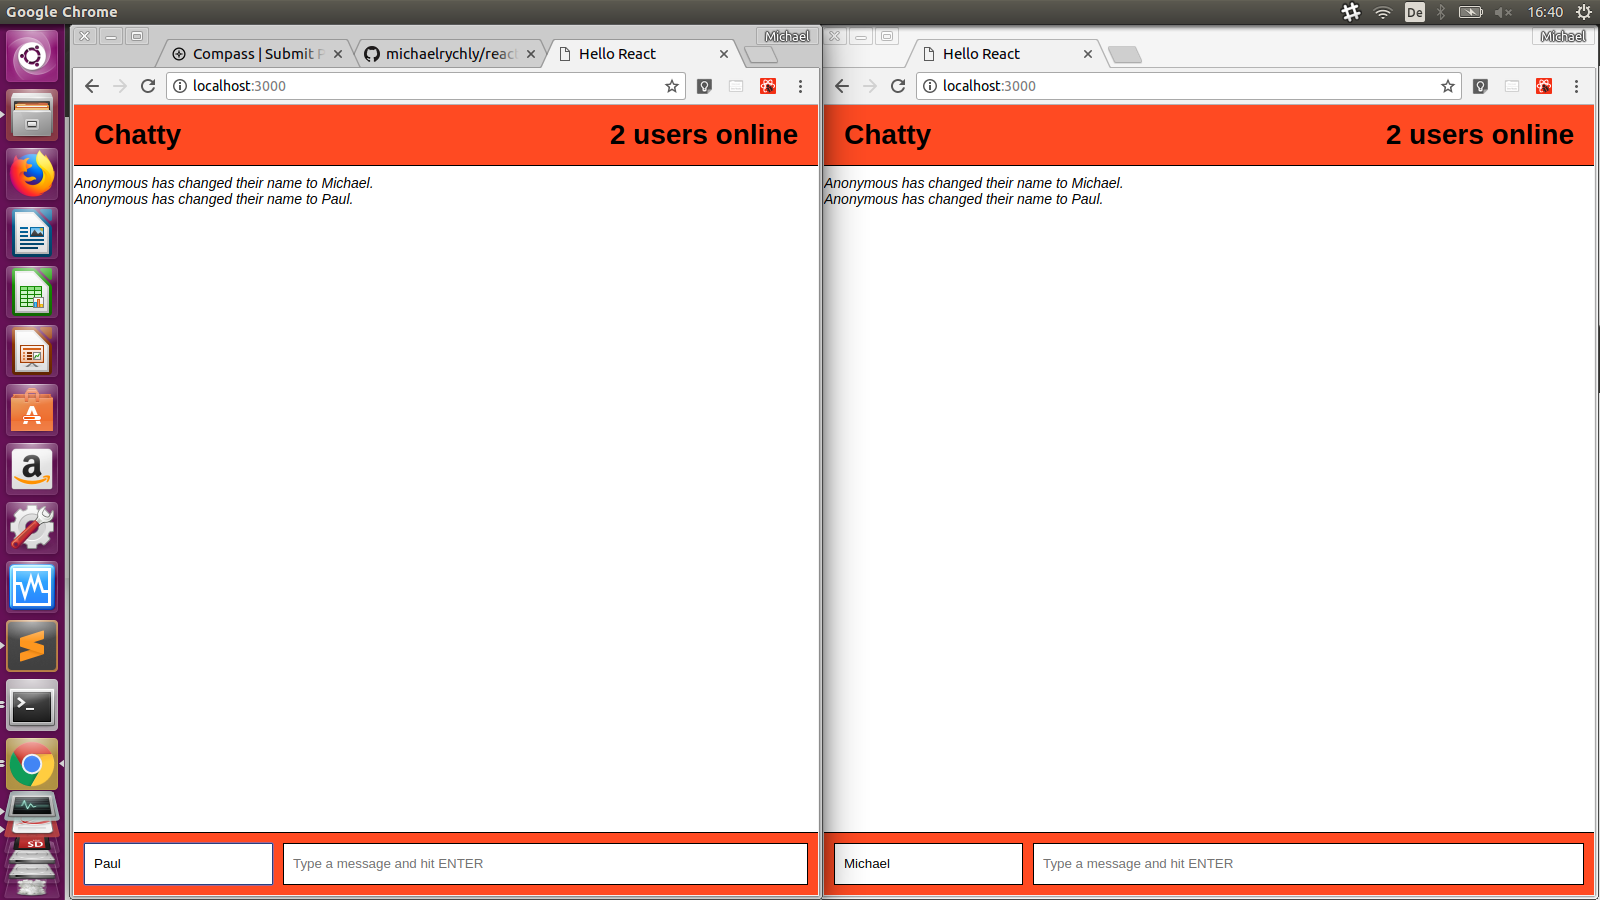 Google Chrome
De
16:40
Michael
Compass | Submit P
michaelrychly/reac
Hello React
localhost:3000
Chatty
2 users online
Anonymous has changed their name to Michael.
Anonymous has changed their name to Paul.
Paul
Type a message and hit ENTER
Michael
Hello React
localhost:3000
Chatty
2 users online
Anonymous has changed their name to Michael.
Anonymous has changed their name to Paul.
Michael
Type a message and hit ENTER
SD